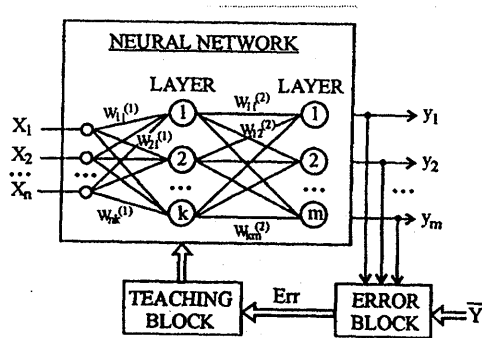 NEURAL NETWORK
LAYER LAYER
W₁₁⁽¹⁾ W₁₁⁽²⁾
X₁ 1 1 y₁
W₂₁⁽¹⁾ W₁₂⁽²⁾
X₂ 2 2 y₂
... ... ... ... ...
Xₙ k m yₘ
Wₙₖ⁽¹⁾ Wₖₘ⁽²⁾
TEACHING
BLOCK
Err
ERROR
BLOCK
Y̅